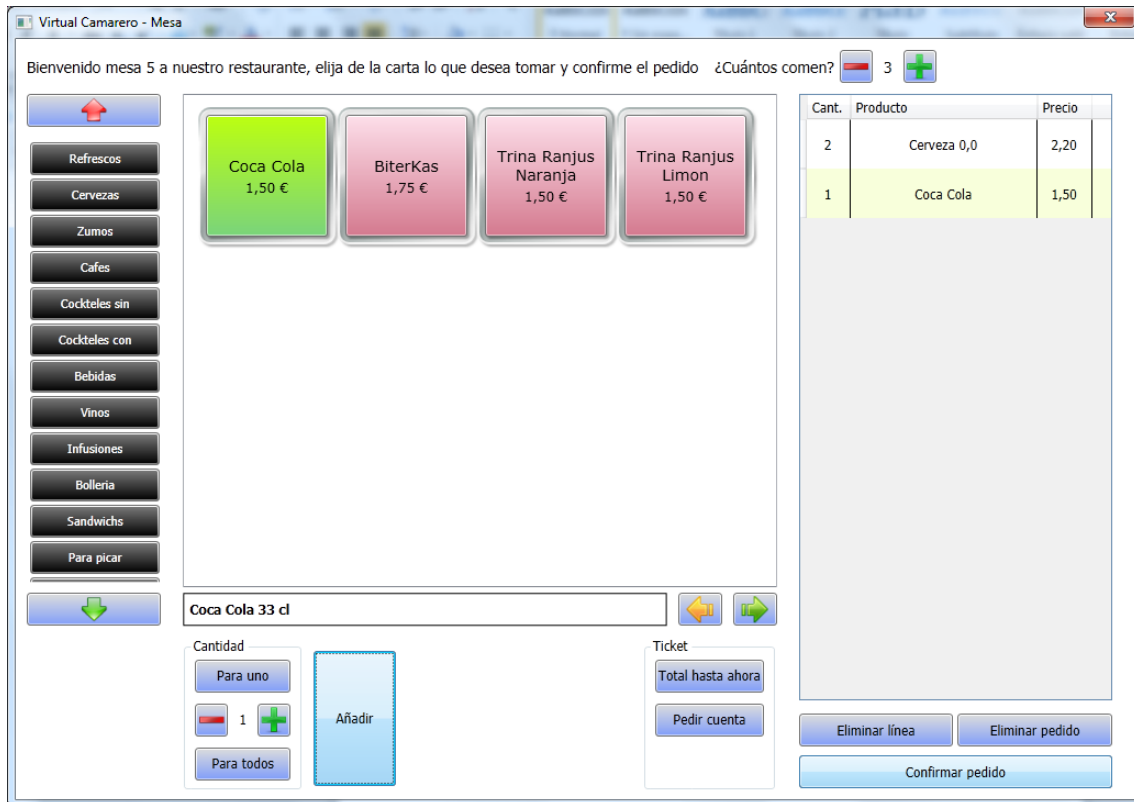 Virtual Camarero - Mesa
Bienvenido mesa 5 a nuestro restaurante, elija de la carta lo que desea tomar y confirme el pedido ¿Cuántos comen? 3
Refrescos
Cervezas
Zumos
Cafes
Cockteles sin
Cockteles con
Bebidas
Vinos
Infusiones
Bolleria
Sandwichs
Para picar
Coca Cola
1,50 €
BiterKas
1,75 €
Trina Ranjus
Naranja
1,50 €
Trina Ranjus
Limon
1,50 €
Coca Cola 33 cl
Cantidad
Para uno
1
Para todos
Añadir
Ticket
Total hasta ahora
Pedir cuenta
Cant. Producto Precio
2 Cerveza 0,0 2,20
1 Coca Cola 1,50
Eliminar línea
Eliminar pedido
Confirmar pedido